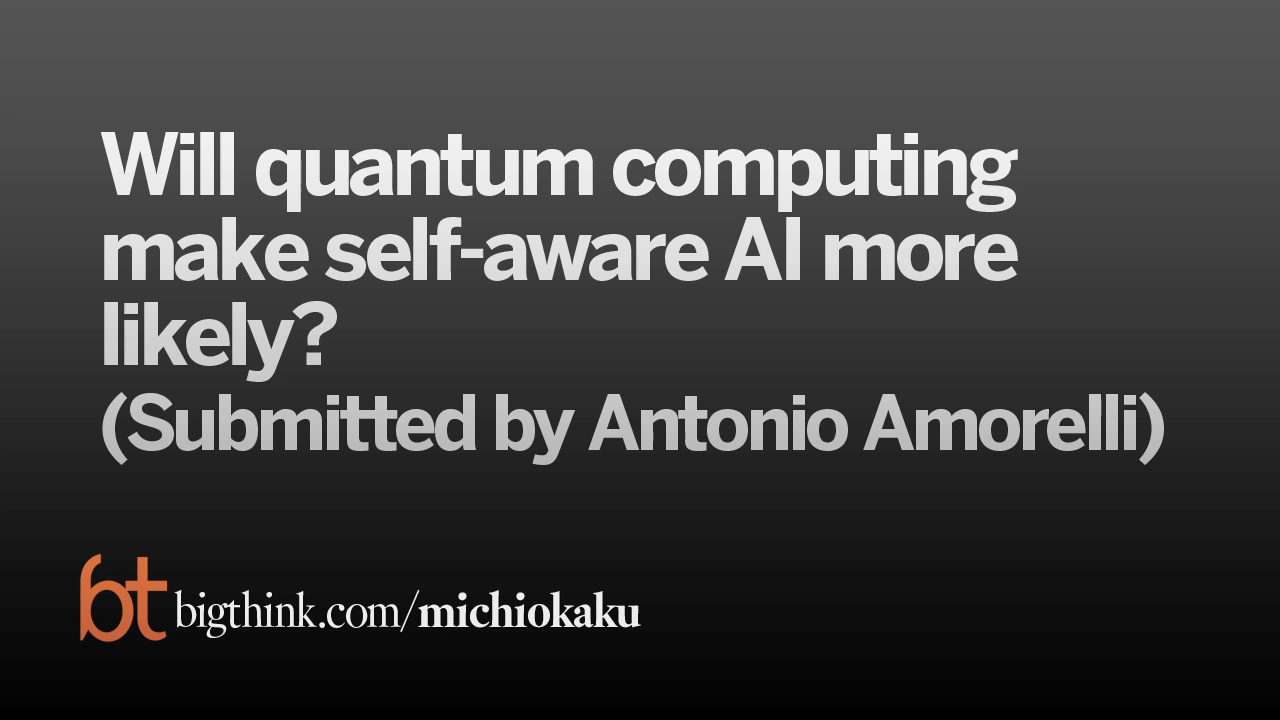 Will quantum computing
make self-aware AI more
likely?
(Submitted by Antonio Amorelli)
bt bigthink.com/michiokaku